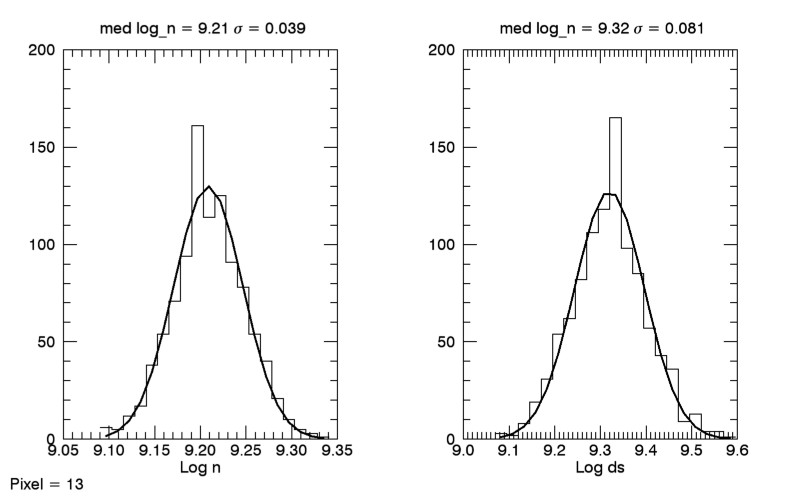 med log_n = 9.21 σ = 0.039
med log_n = 9.32 σ = 0.081
200
150
100
50
0
9.05 9.10 9.15 9.20 9.25 9.30 9.35
Log n
200
150
100
50
0
9.0 9.1 9.2 9.3 9.4 9.5 9.6
Log ds
Pixel = 13